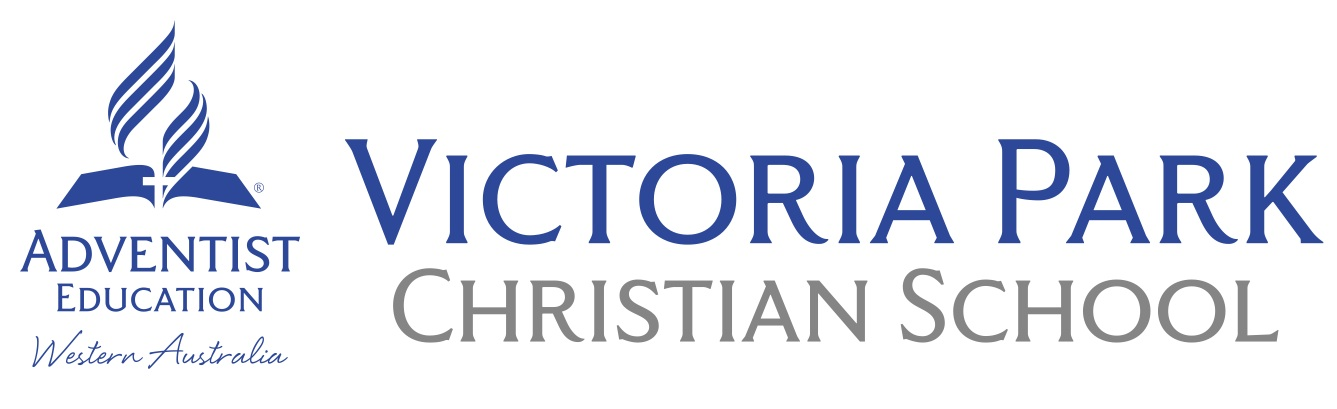 ®
ADVENTIST
EDUCATION
Western Australia
VICTORIA PARK
CHRISTIAN SCHOOL